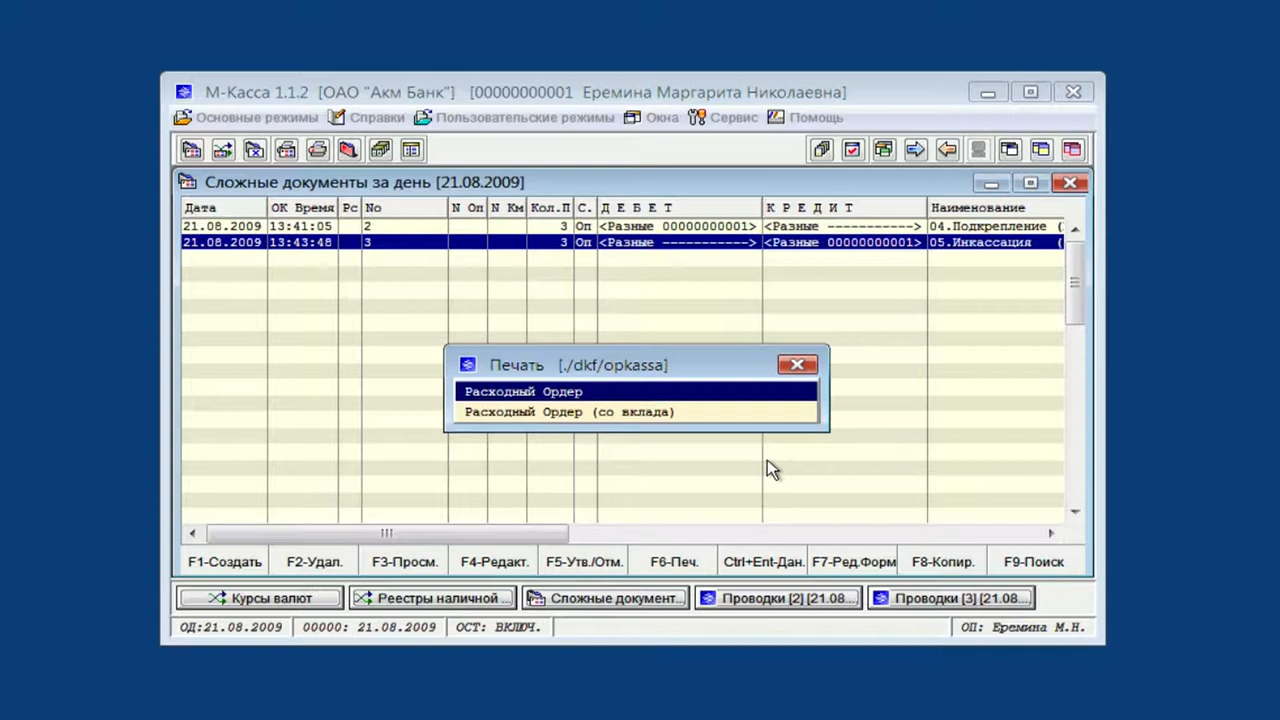 М-Касса 1.1.2 [ОАО "Акм Банк"] [00000000001 Еремина Маргарита Николаевна]
Основные режимы Справки Пользовательские режимы Окна Сервис Помощь
Сложные документы за день [21.08.2009]
Дата ОК Время Рс No N Оп N Км Кол.П С. Д Е Б Е Т К Р Е Д И Т Наименование
21.08.2009 13:41:05 2 3 Оп <Разные 00000000001> <Разные -----------> 04.Подкрепление (
21.08.2009 13:43:48 3 3 Оп <Разные -----------> <Разные 00000000001> 05.Инкассация (
Печать [./dkf/opkassa]
Расходный Ордер
Расходный Ордер (со вклада)
F1-Создать F2-Удал. F3-Просм. F4-Редакт. F5-Утв./Отм. F6-Печ. Ctrl+Ent-Дан. F7-Ред.Форм F8-Копир. F9-Поиск
Курсы валют Реестры наличной ... Сложные документ... Проводки [2] [21.08... Проводки [3] [21.08...
ОД:21.08.2009 00000: 21.08.2009 ОСТ: ВКЛЮЧ. ОП: Еремина М.Н.